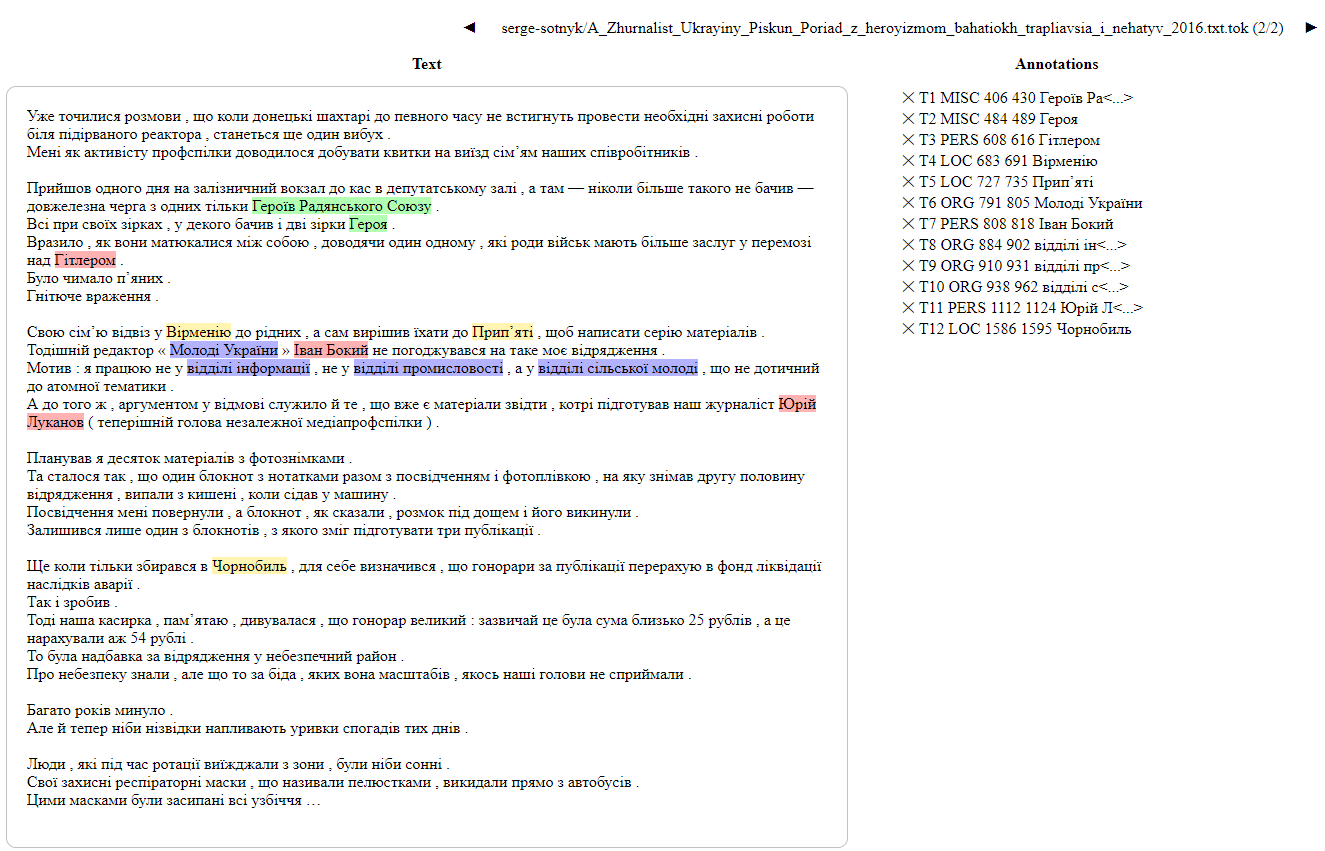 ◄ serge-sotnyk/A_Zhurnalist_Ukrayiny_Piskun_Poriad_z_heroyizmom_bahatiokh_trapliavsia_i_nehatyv_2016.txt.tok (2/2) ►
Text
Уже точилися розмови , що коли донецькі шахтарі до певного часу не встигнуть провести необхідні захисні роботи
біля підірваного реактора , станеться ще один вибух .
Мені як активісту профспілки доводилося добувати квитки на виїзд сім’ям наших співробітників .
Прийшов одного дня на залізничний вокзал до кас в депутатському залі , а там — ніколи більше такого не бачив —
довжелезна черга з одних тільки Героїв Радянського Союзу .
Всі при своїх зірках , у декого бачив і дві зірки Героя .
Вразило , як вони матюкалися між собою , доводячи один одному , які роди військ мають більше заслуг у перемозі
над Гітлером .
Було чимало п’яних .
Гнітюче враження .
Свою сім’ю відвіз у Вірменію до рідних , а сам вирішив їхати до Прип’яті , щоб написати серію матеріалів .
Тодішній редактор « Молоді України » Іван Бокий не погоджувався на таке моє відрядження .
Мотив : я працюю не у відділі інформації , не у відділі промисловості , а у відділі сільської молоді , що не дотичний
до атомної тематики .
А до того ж , аргументом у відмові служило й те , що вже є матеріали звідти , котрі підготував наш журналіст Юрій
Луканов ( теперішній голова незалежної медіапрофспілки ) .
Планував я десяток матеріалів з фотознімками .
Та сталося так , що один блокнот з нотатками разом з посвідченням і фотоплівкою , на яку знімав другу половину
відрядження , випали з кишені , коли сідав у машину .
Посвідчення мені повернули , а блокнот , як сказали , розмок під дощем і його викинули .
Залишився лише один з блокнотів , з якого зміг підготувати три публікації .
Ще коли тільки збирався в Чорнобиль , для себе визначився , що гонорари за публікації перерахую в фонд ліквідації
наслідків аварії .
Так і зробив .
Тоді наша касирка , пам’ятаю , дивувалася , що гонорар великий : зазвичай це була сума близько 25 рублів , а це
нарахували аж 54 рублі .
То була надбавка за відрядження у небезпечний район .
Про небезпеку знали , але що то за біда , яких вона масштабів , якось наші голови не сприймали .
Багато років минуло .
Але й тепер ніби нізвідки напливають уривки спогадів тих днів .
Люди , які під час ротації виїжджали з зони , були ніби сонні .
Свої захисні респіраторні маски , що називали пелюстками , викидали прямо з автобусів .
Цими масками були засипані всі узбіччя …
Annotations
╳ T1 MISC 406 430 Героїв Ра<...>
╳ T2 MISC 484 489 Героя
╳ T3 PERS 608 616 Гітлером
╳ T4 LOC 683 691 Вірменію
╳ T5 LOC 727 735 Прип’яті
╳ T6 ORG 791 805 Молоді України
╳ T7 PERS 808 818 Іван Бокий
╳ T8 ORG 884 902 відділі ін<...>
╳ T9 ORG 910 931 відділі пр<...>
╳ T10 ORG 938 962 відділі с<...>
╳ T11 PERS 1112 1124 Юрій Л<...>
╳ T12 LOC 1586 1595 Чорнобиль